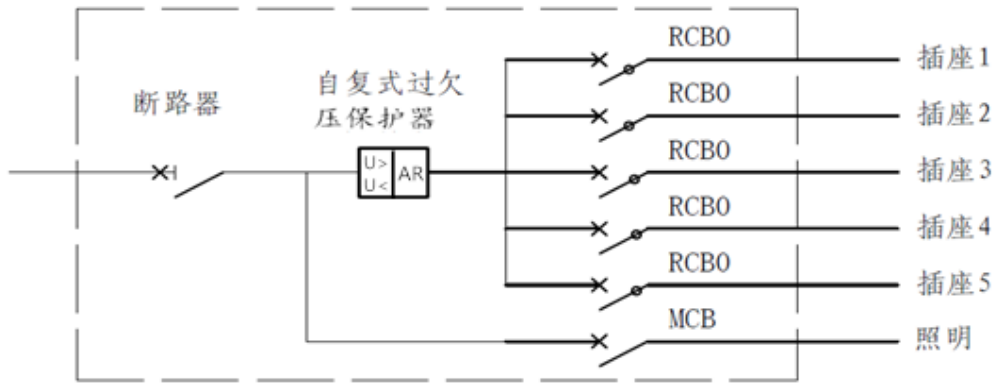 RCBO
插座1
自复式过欠
压保护器
断路器
RCBO
插座2
RCBO
插座3
U>
U<
AR
RCBO
插座4
RCBO
插座5
MCB
照明